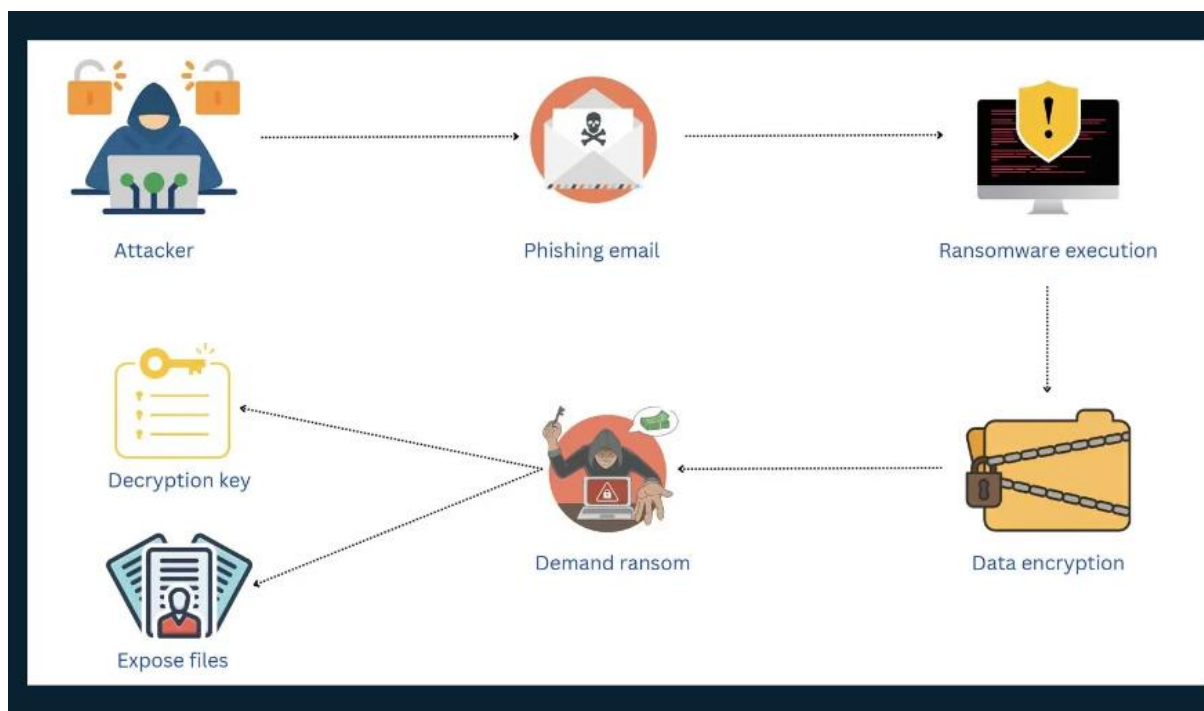 Attacker
Phishing email
Ransomware execution
Decryption key
Demand ransom
Data encryption
Expose files